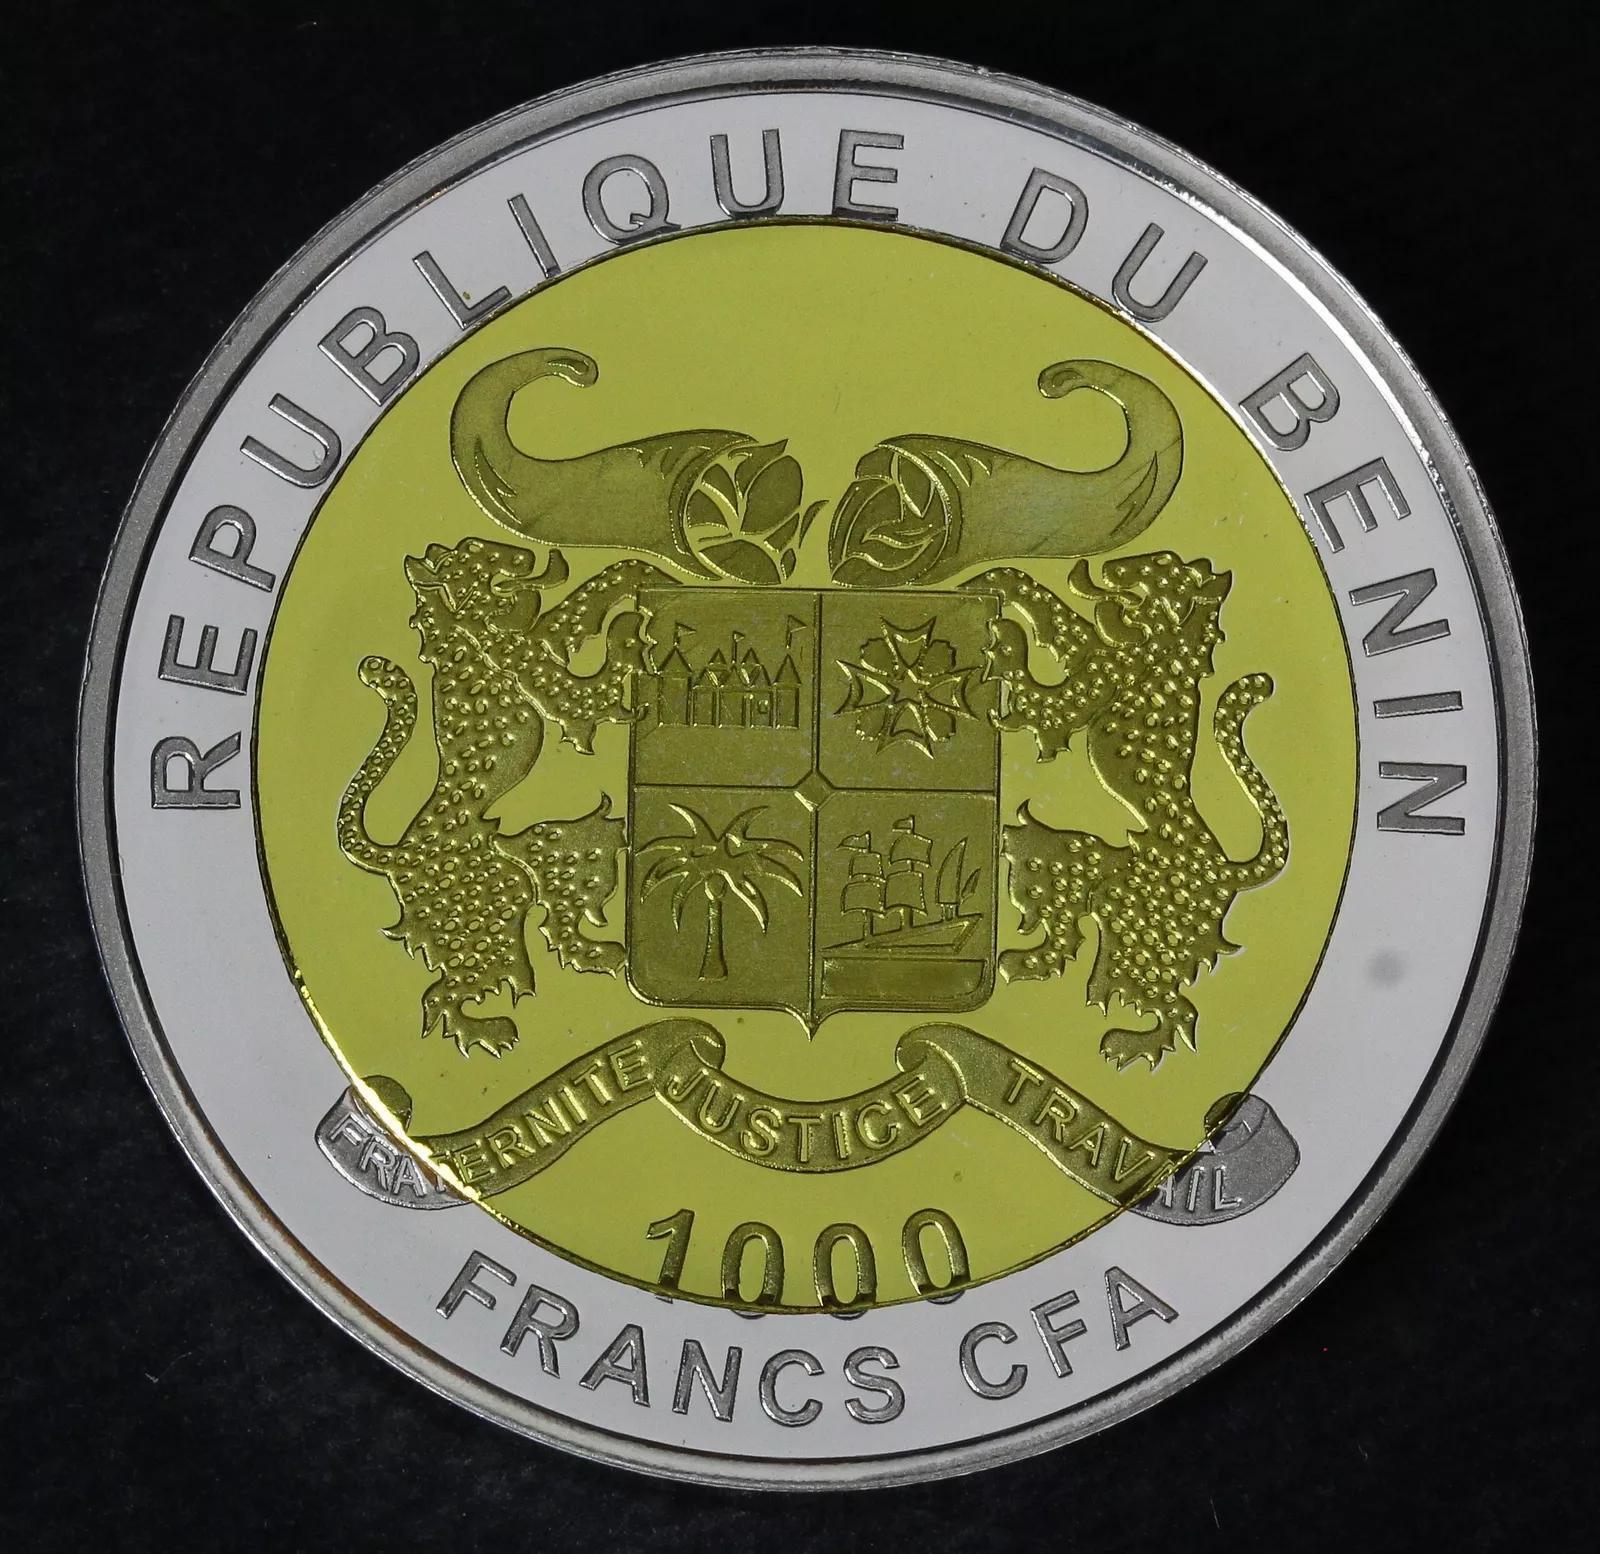 REPUBLIQUE DU BENIN
FRATERNITE JUSTICE TRAVAIL
1000
FRANCS CFA